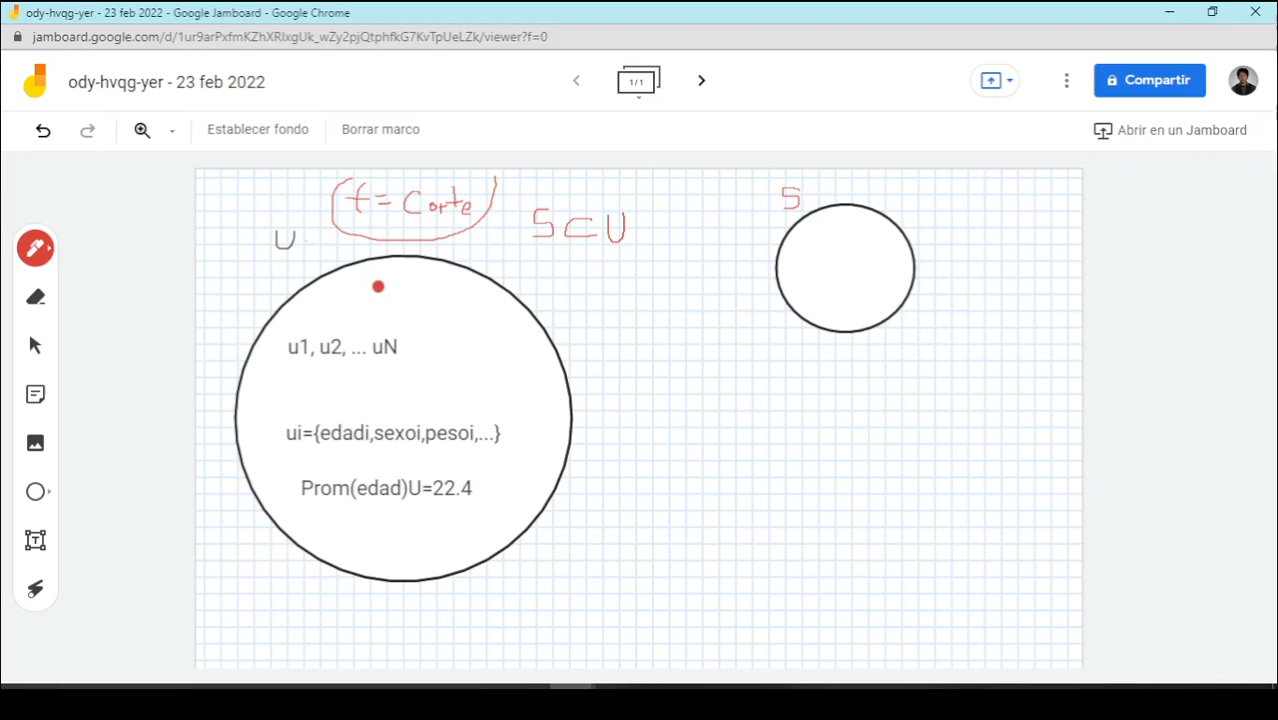 ody-hvqg-yer - 23 feb 2022 - Google Jamboard - Google Chrome
jamboard.google.com/d/1ur9arPxfmKZhXRlxgUk_wZy2pjQtphfkG7KvTpUeLZk/viewer?f=0
ody-hvqg-yer - 23 feb 2022
1/1
Compartir
Establecer fondo
Borrar marco
Abrir en un Jamboard
t = Corte
S
U
S⊂U
u1, u2, ... uN
ui={edadi,sexoi,pesoi,...}
Prom(edad)U=22.4